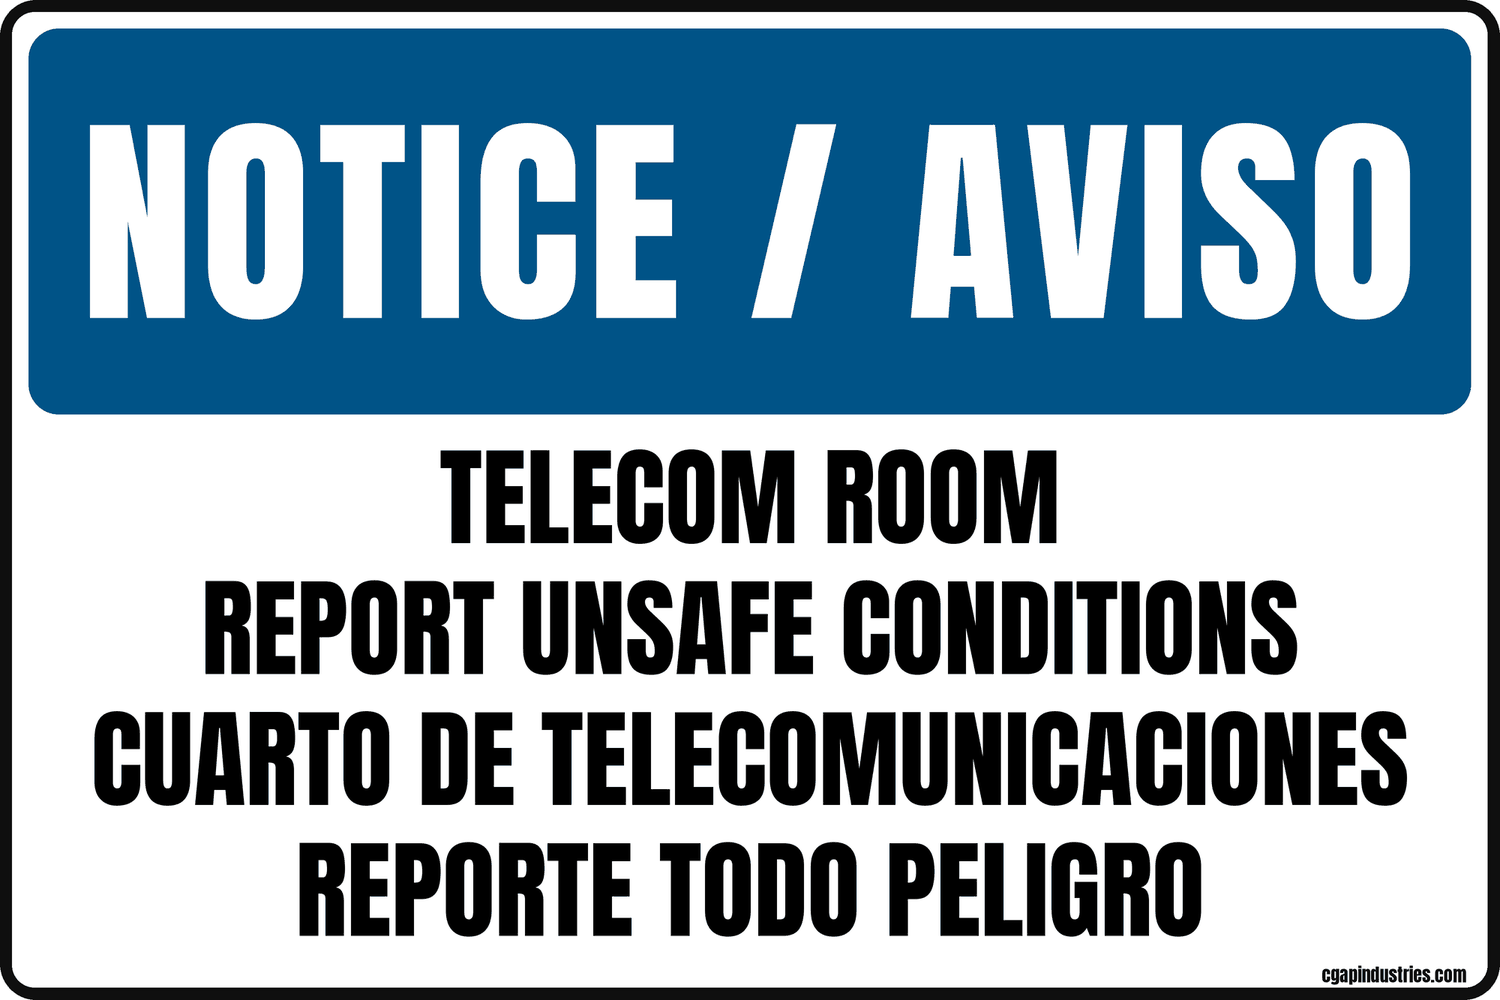 NOTICE / AVISO
TELECOM ROOM
REPORT UNSAFE CONDITIONS
CUARTO DE TELECOMUNICACIONES
REPORTE TODO PELIGRO
cgapindustries.com